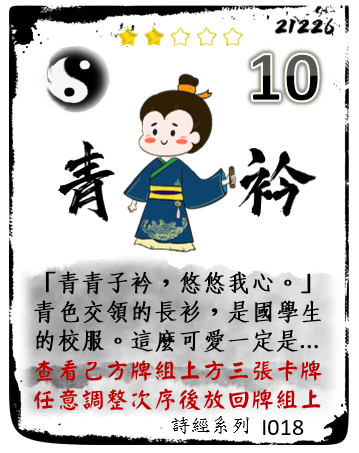 21226
10
青衿
「青青子衿，悠悠我心。」
青色交領的長衫，是國學生
的校服。這麼可愛一定是...
查看己方牌組上方三張卡牌
任意調整次序後放回牌組上
詩經系列 I018